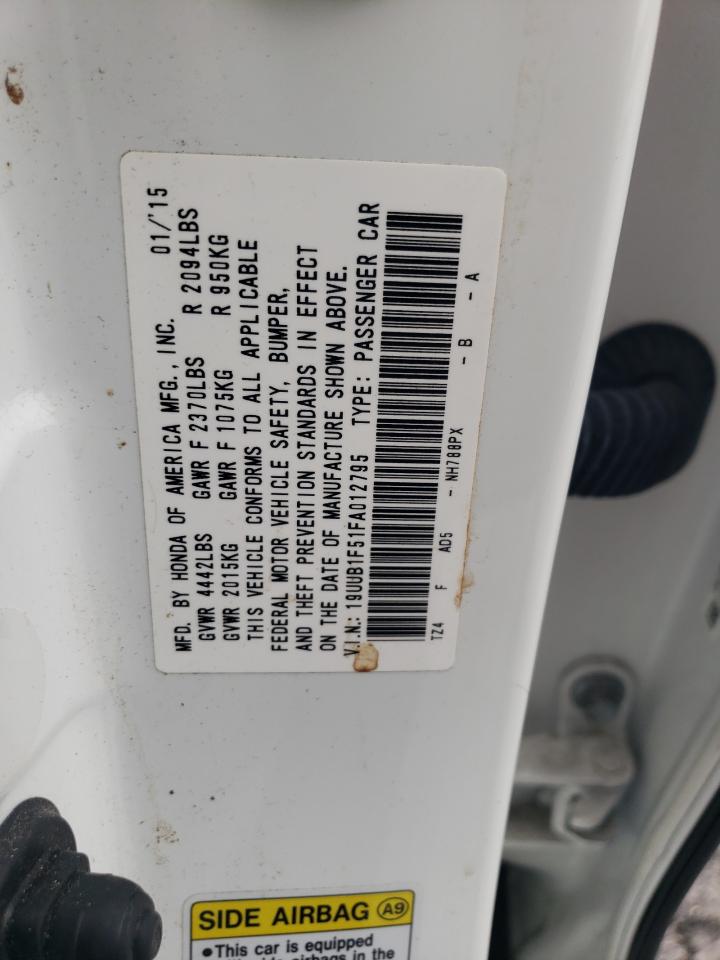 MFD. BY HONDA OF AMERICA MFG., INC. 01/'15
GVWR 4442LBS GAWR F 2370LBS R 2094LBS
GVWR 2015KG GAWR F 1075KG R 950KG
THIS VEHICLE CONFORMS TO ALL APPLICABLE
FEDERAL MOTOR VEHICLE SAFETY, BUMPER,
AND THEFT PREVENTION STANDARDS IN EFFECT
ON THE DATE OF MANUFACTURE SHOWN ABOVE.
V.I.N.: 19UUB1F51FA012795 TYPE: PASSENGER CAR
TZ4 F AD5 - NH788PX - B - A
SIDE AIRBAG A9
• This car is equipped
airbags in the